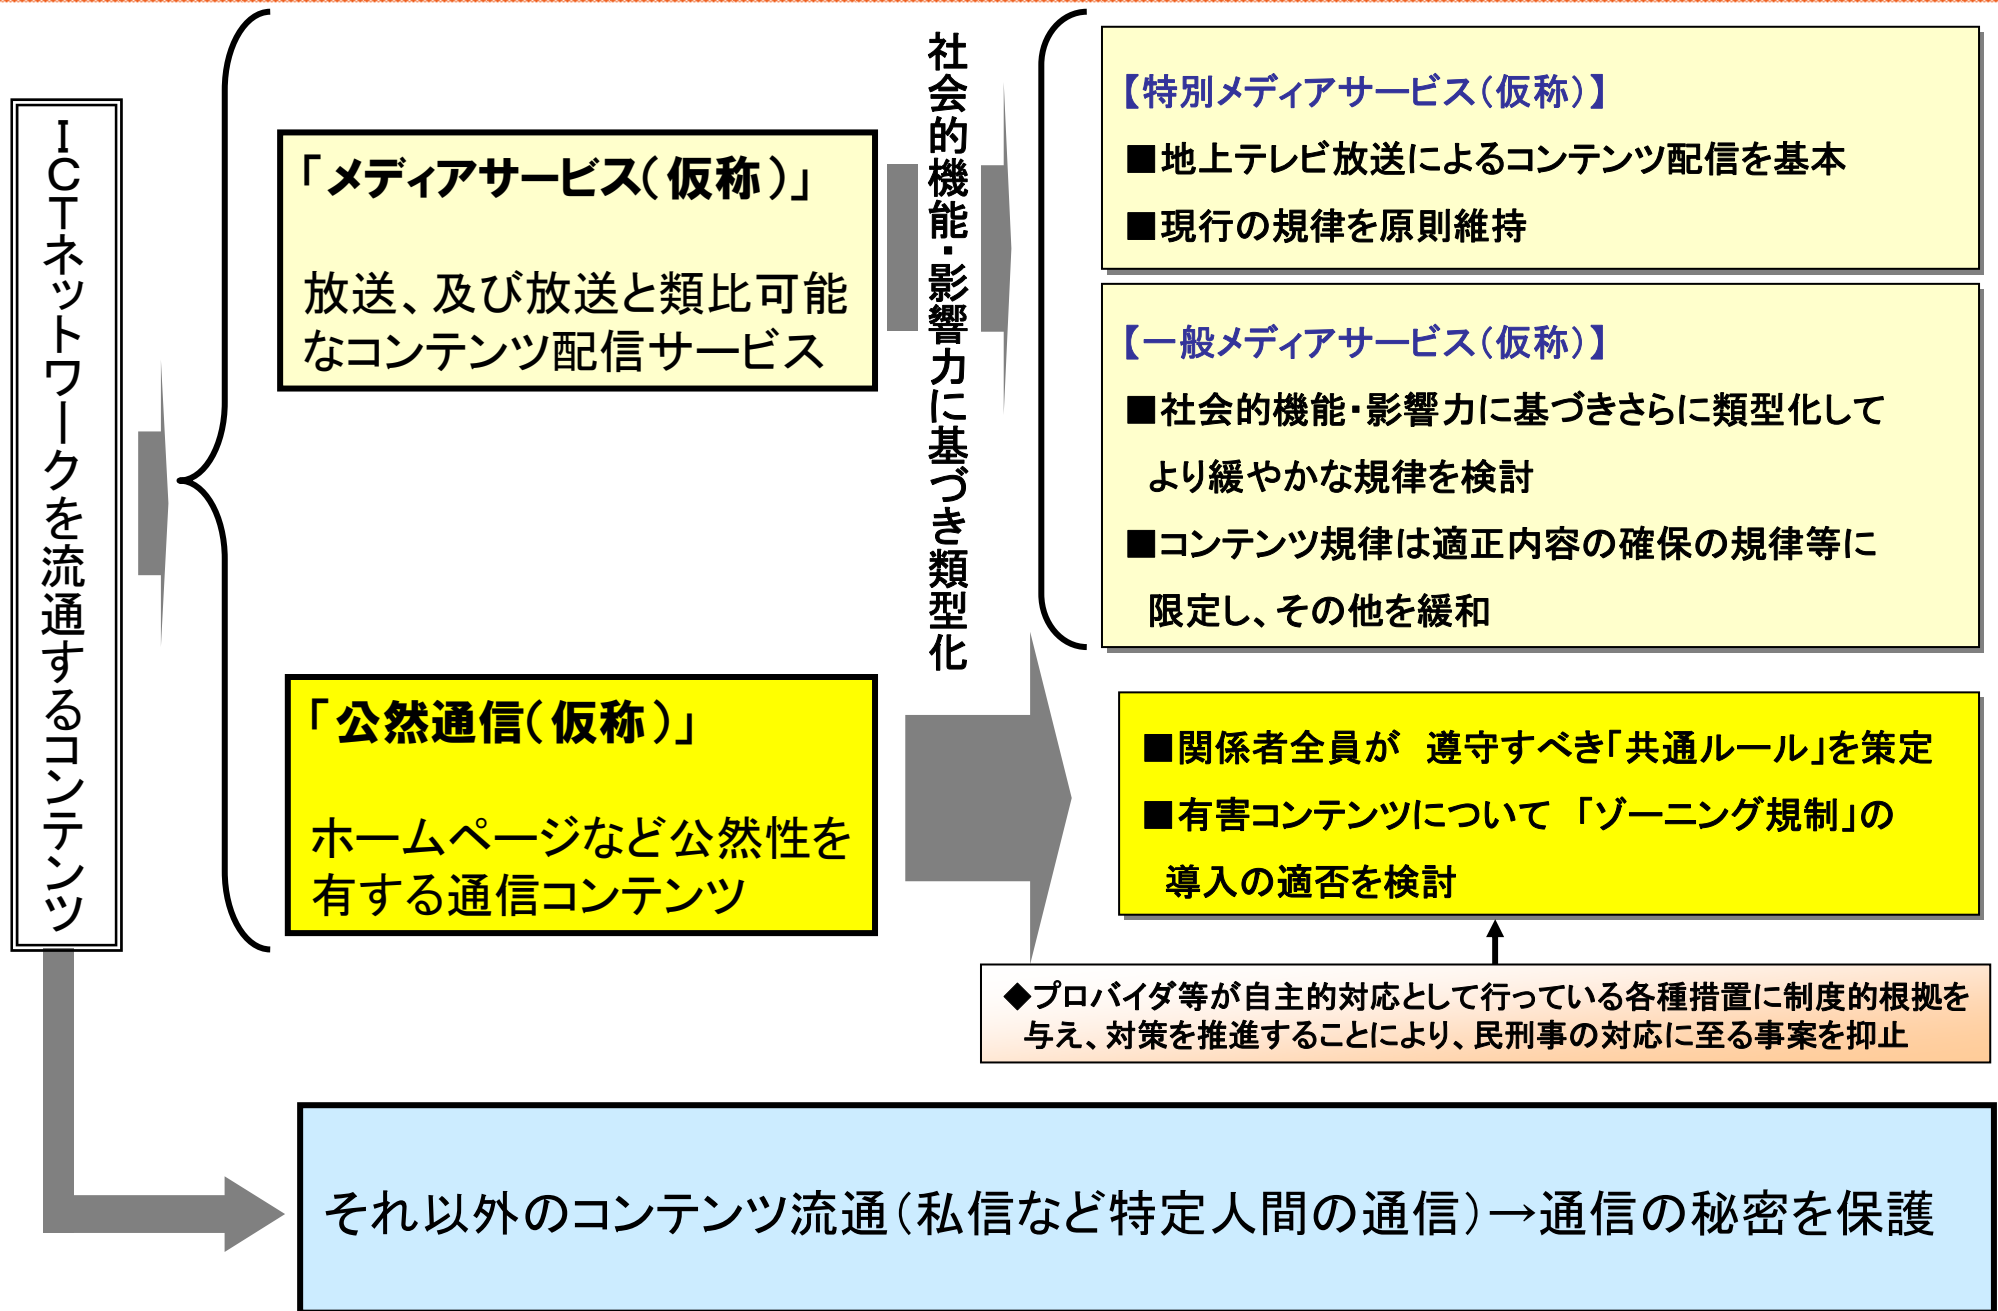 ICTネットワークを流通するコンテンツ
「メディアサービス(仮称)」
放送、及び放送と類比可能
なコンテンツ配信サービス
社会的機能・影響力に基づき類型化
【特別メディアサービス(仮称)】
■地上テレビ放送によるコンテンツ配信を基本
■現行の規律を原則維持
【一般メディアサービス(仮称)】
■社会的機能・影響力に基づきさらに類型化して
より緩やかな規律を検討
■コンテンツ規律は適正内容の確保の規律等に
限定し、その他を緩和
「公然通信(仮称)」
ホームページなど公然性を
有する通信コンテンツ
■関係者全員が 遵守すべき「共通ルール」を策定
■有害コンテンツについて 「ゾーニング規制」の
導入の適否を検討
◆プロバイダ等が自主的対応として行っている各種措置に制度的根拠を
与え、対策を推進することにより、民刑事の対応に至る事案を抑止
それ以外のコンテンツ流通(私信など特定人間の通信)→通信の秘密を保護